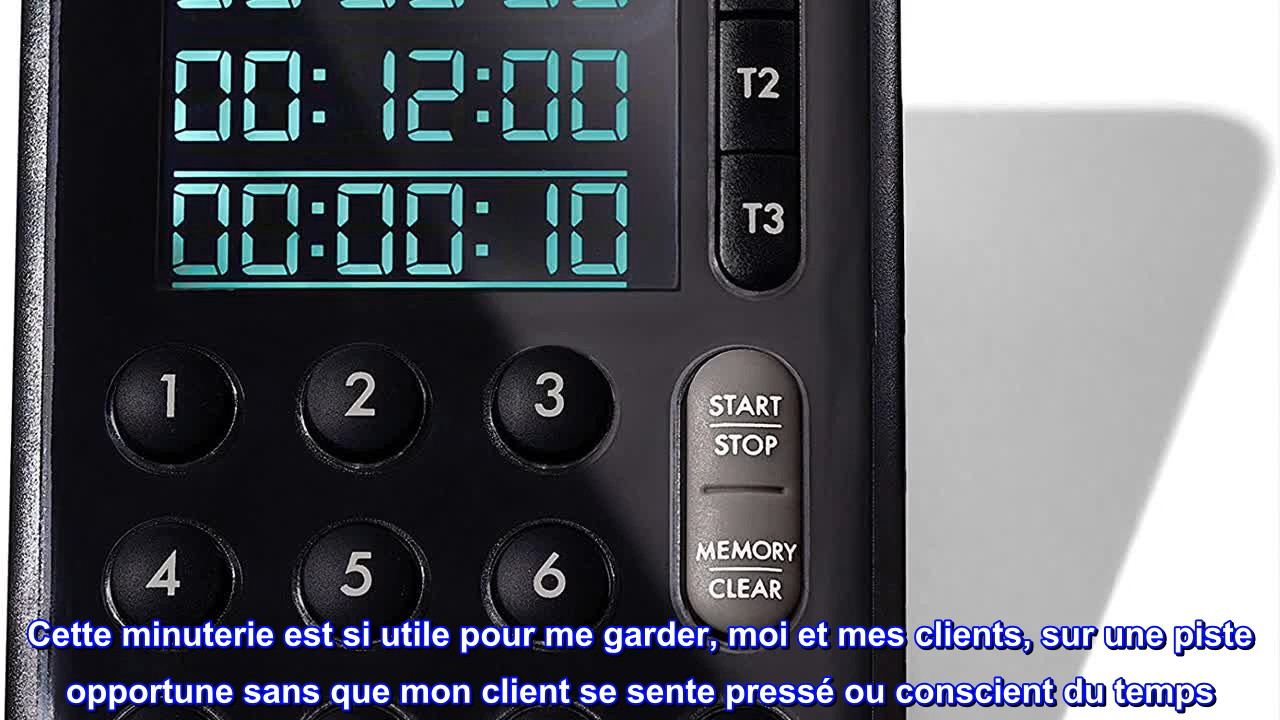 00:12:00
T2
00:00:10
T3
1 2 3
START
STOP
4 5 6
MEMORY
CLEAR
Cette minuterie est si utile pour me garder, moi et mes clients, sur une piste
opportune sans que mon client se sente pressé ou conscient du temps